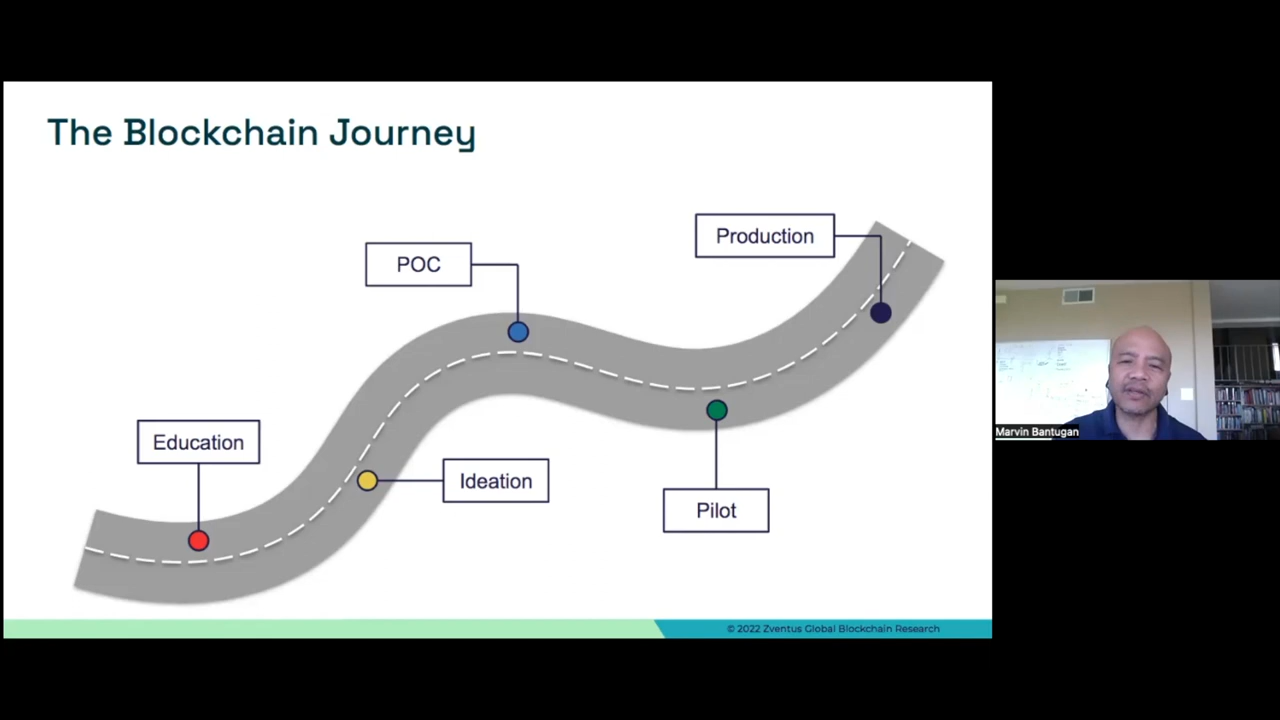 The Blockchain Journey
Production
POC
Education
Ideation
Pilot
© 2022 Zventus Global Blockchain Research
Marvin Bantugan